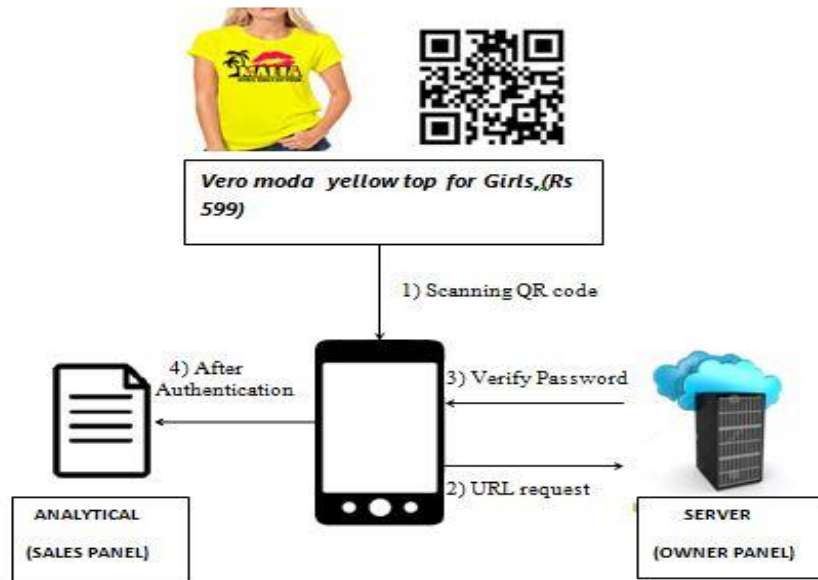 MALIA
Vero moda yellow top for Girls,(Rs
599)
1) Scanning QR code
4) After
Authentication
3) Verify Password
2) URL request
ANALYTICAL
(SALES PANEL)
SERVER
(OWNER PANEL)